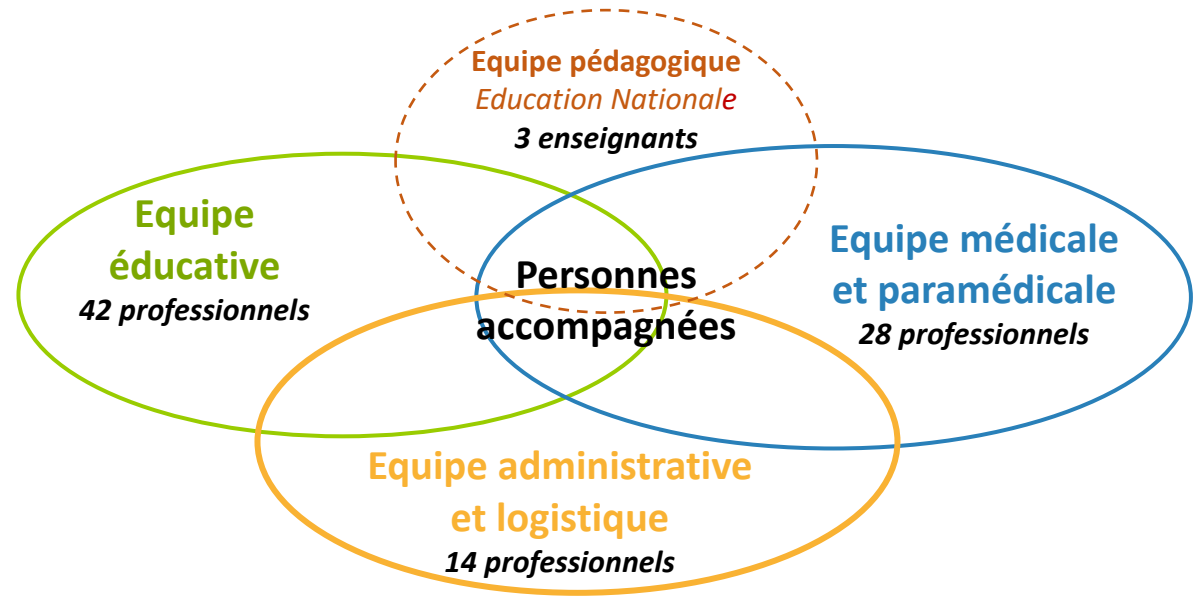 Equipe pédagogique
Education Nationale
3 enseignants
Equipe
éducative
42 professionnels
Equipe médicale
et paramédicale
28 professionnels
Personnes
accompagnées
Equipe administrative
et logistique
14 professionnels